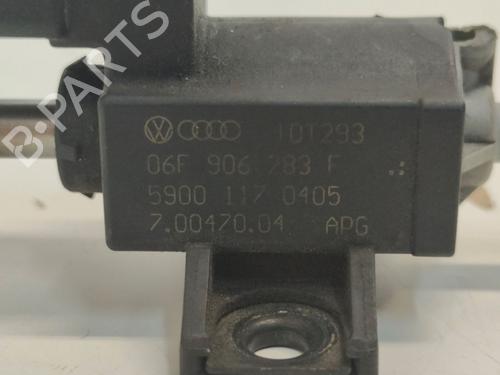 B-PARTS
1DT293
06F 906 283 F
5900 117 0405
7.00470.04 APG